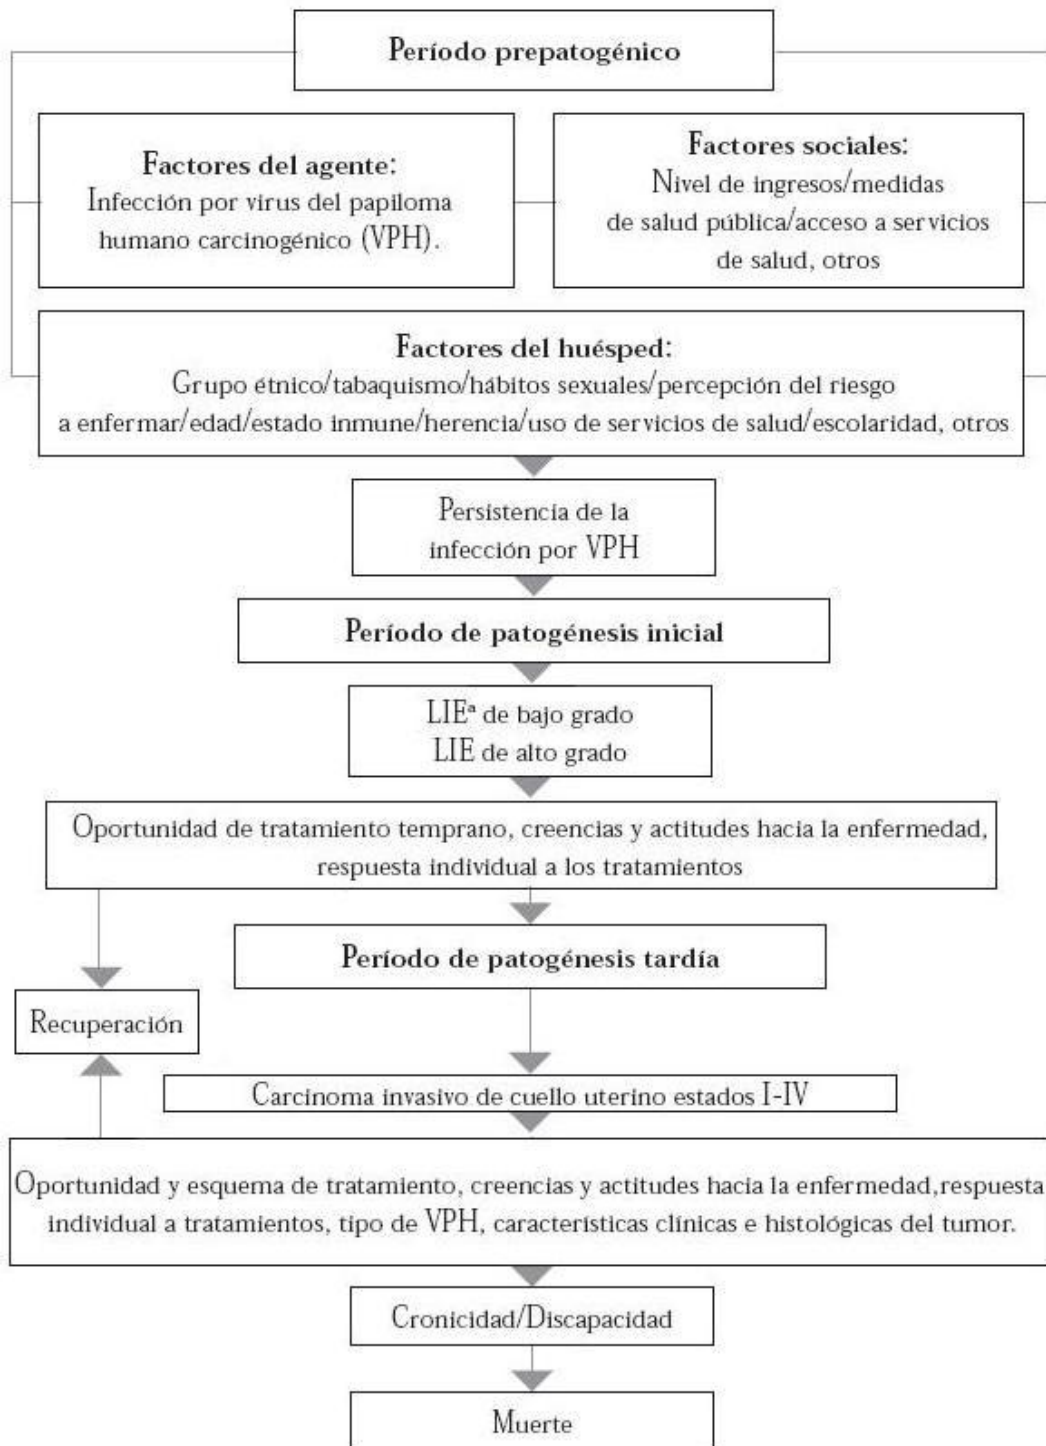 Período prepatogénico
Factores del agente:
Infección por virus del papiloma
humano carcinogénico (VPH).
Factores sociales:
Nivel de ingresos/medidas
de salud pública/acceso a servicios
de salud, otros
Factores del huésped:
Grupo étnico/tabaquismo/hábitos sexuales/percepción del riesgo
a enfermar/edad/estado inmune/herencia/uso de servicios de salud/escolaridad, otros
Persistencia de la
infección por VPH
Período de patogénesis inicial
LIEª de bajo grado
LIE de alto grado
Oportunidad de tratamiento temprano, creencias y actitudes hacia la enfermedad,
respuesta individual a los tratamientos
Período de patogénesis tardía
Recuperación
Carcinoma invasivo de cuello uterino estados I-IV
Oportunidad y esquema de tratamiento, creencias y actitudes hacia la enfermedad,respuesta
individual a tratamientos, tipo de VPH, características clínicas e histológicas del tumor.
Cronicidad/Discapacidad
Muerte